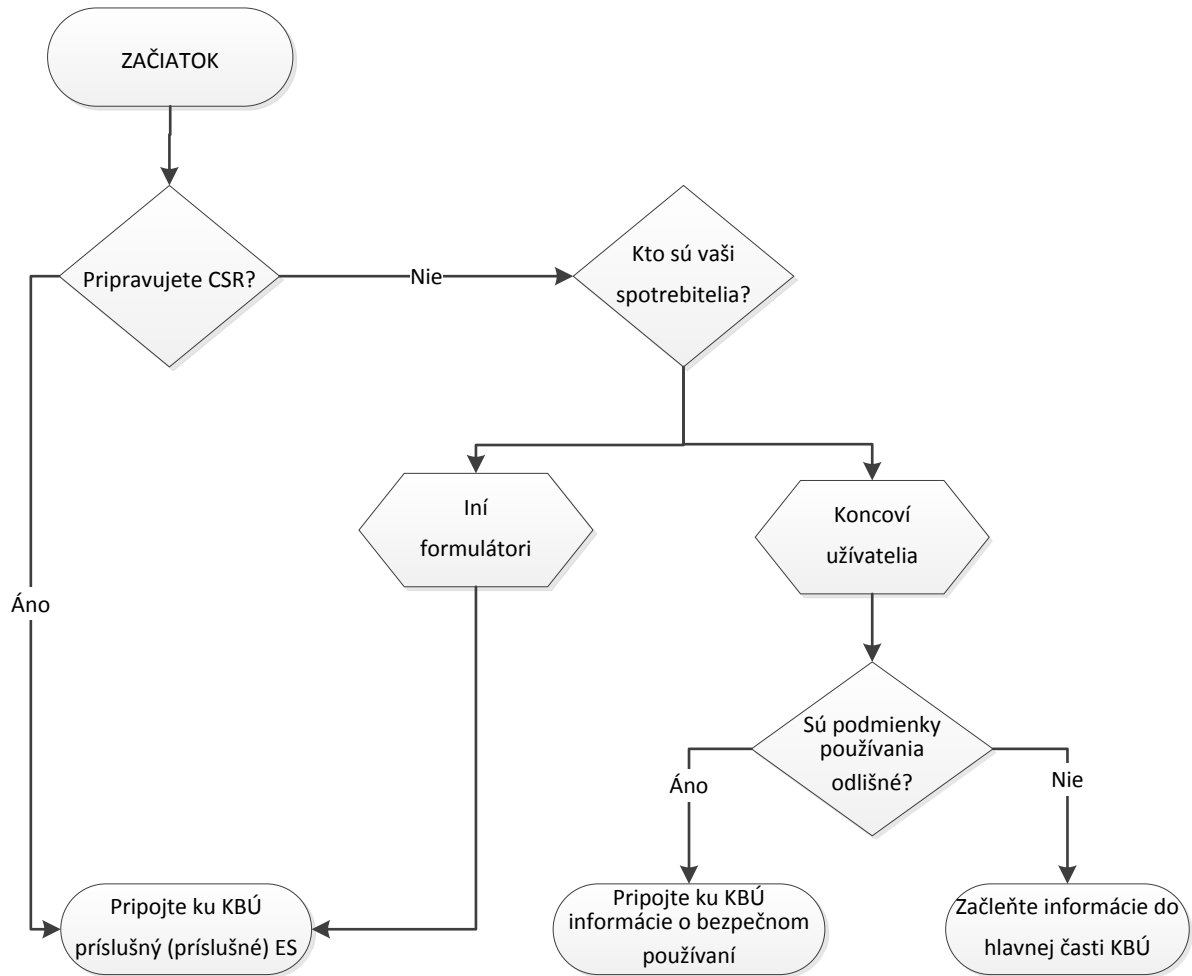 ZAČIATOK
Pripravujete CSR?
Nie
Kto sú vaši
spotrebitelia?
Iní
formulátori
Koncoví
užívatelia
Áno
Sú podmienky
používania
odlišné?
Áno
Nie
Pripojte ku KBÚ
príslušný (príslušné) ES
Pripojte ku KBÚ
informácie o bezpečnom
používaní
Začleňte informácie do
hlavnej časti KBÚ